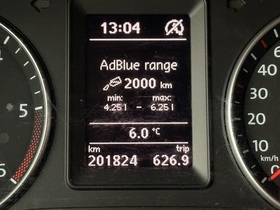 13:04
AdBlue range
2000 km
min: max:
4.25 l - 6.25 l
6.0 °C
km trip
201824 626.9